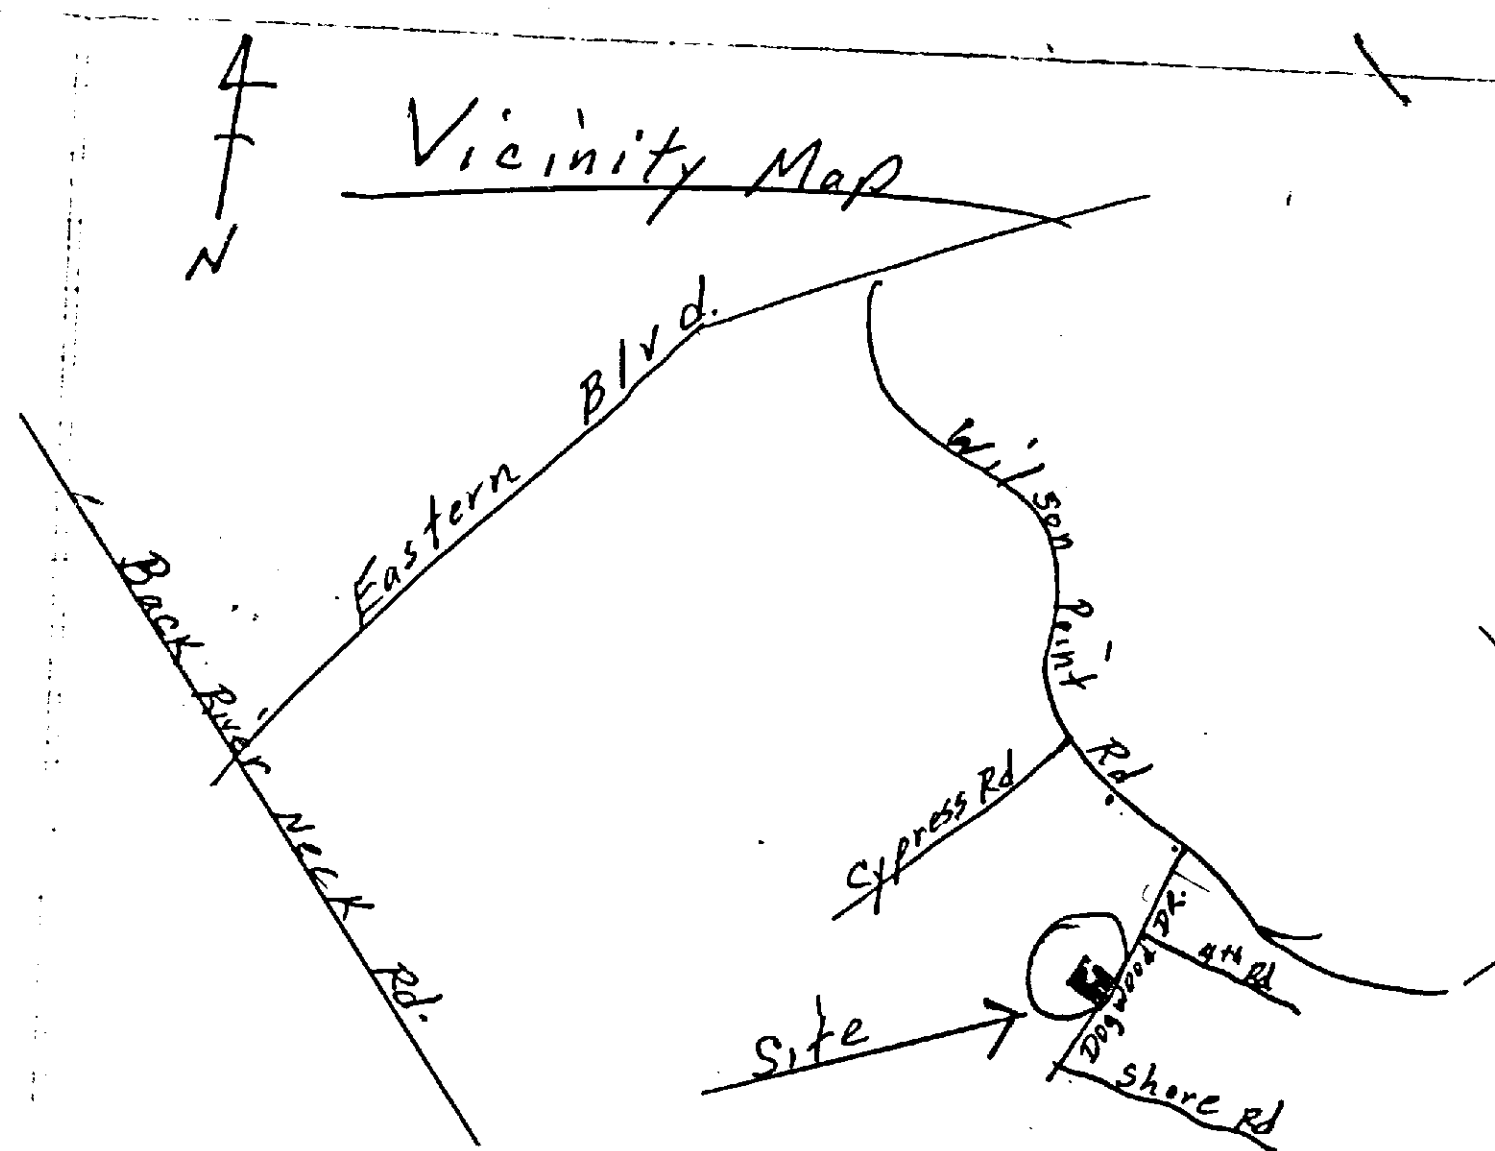 Vicinity Map
N
Eastern Blvd.
Wilson Point Rd.
Back River Neck Rd.
Cypress Rd
Dogwood DR.
4th Rd
Site
Shore Rd